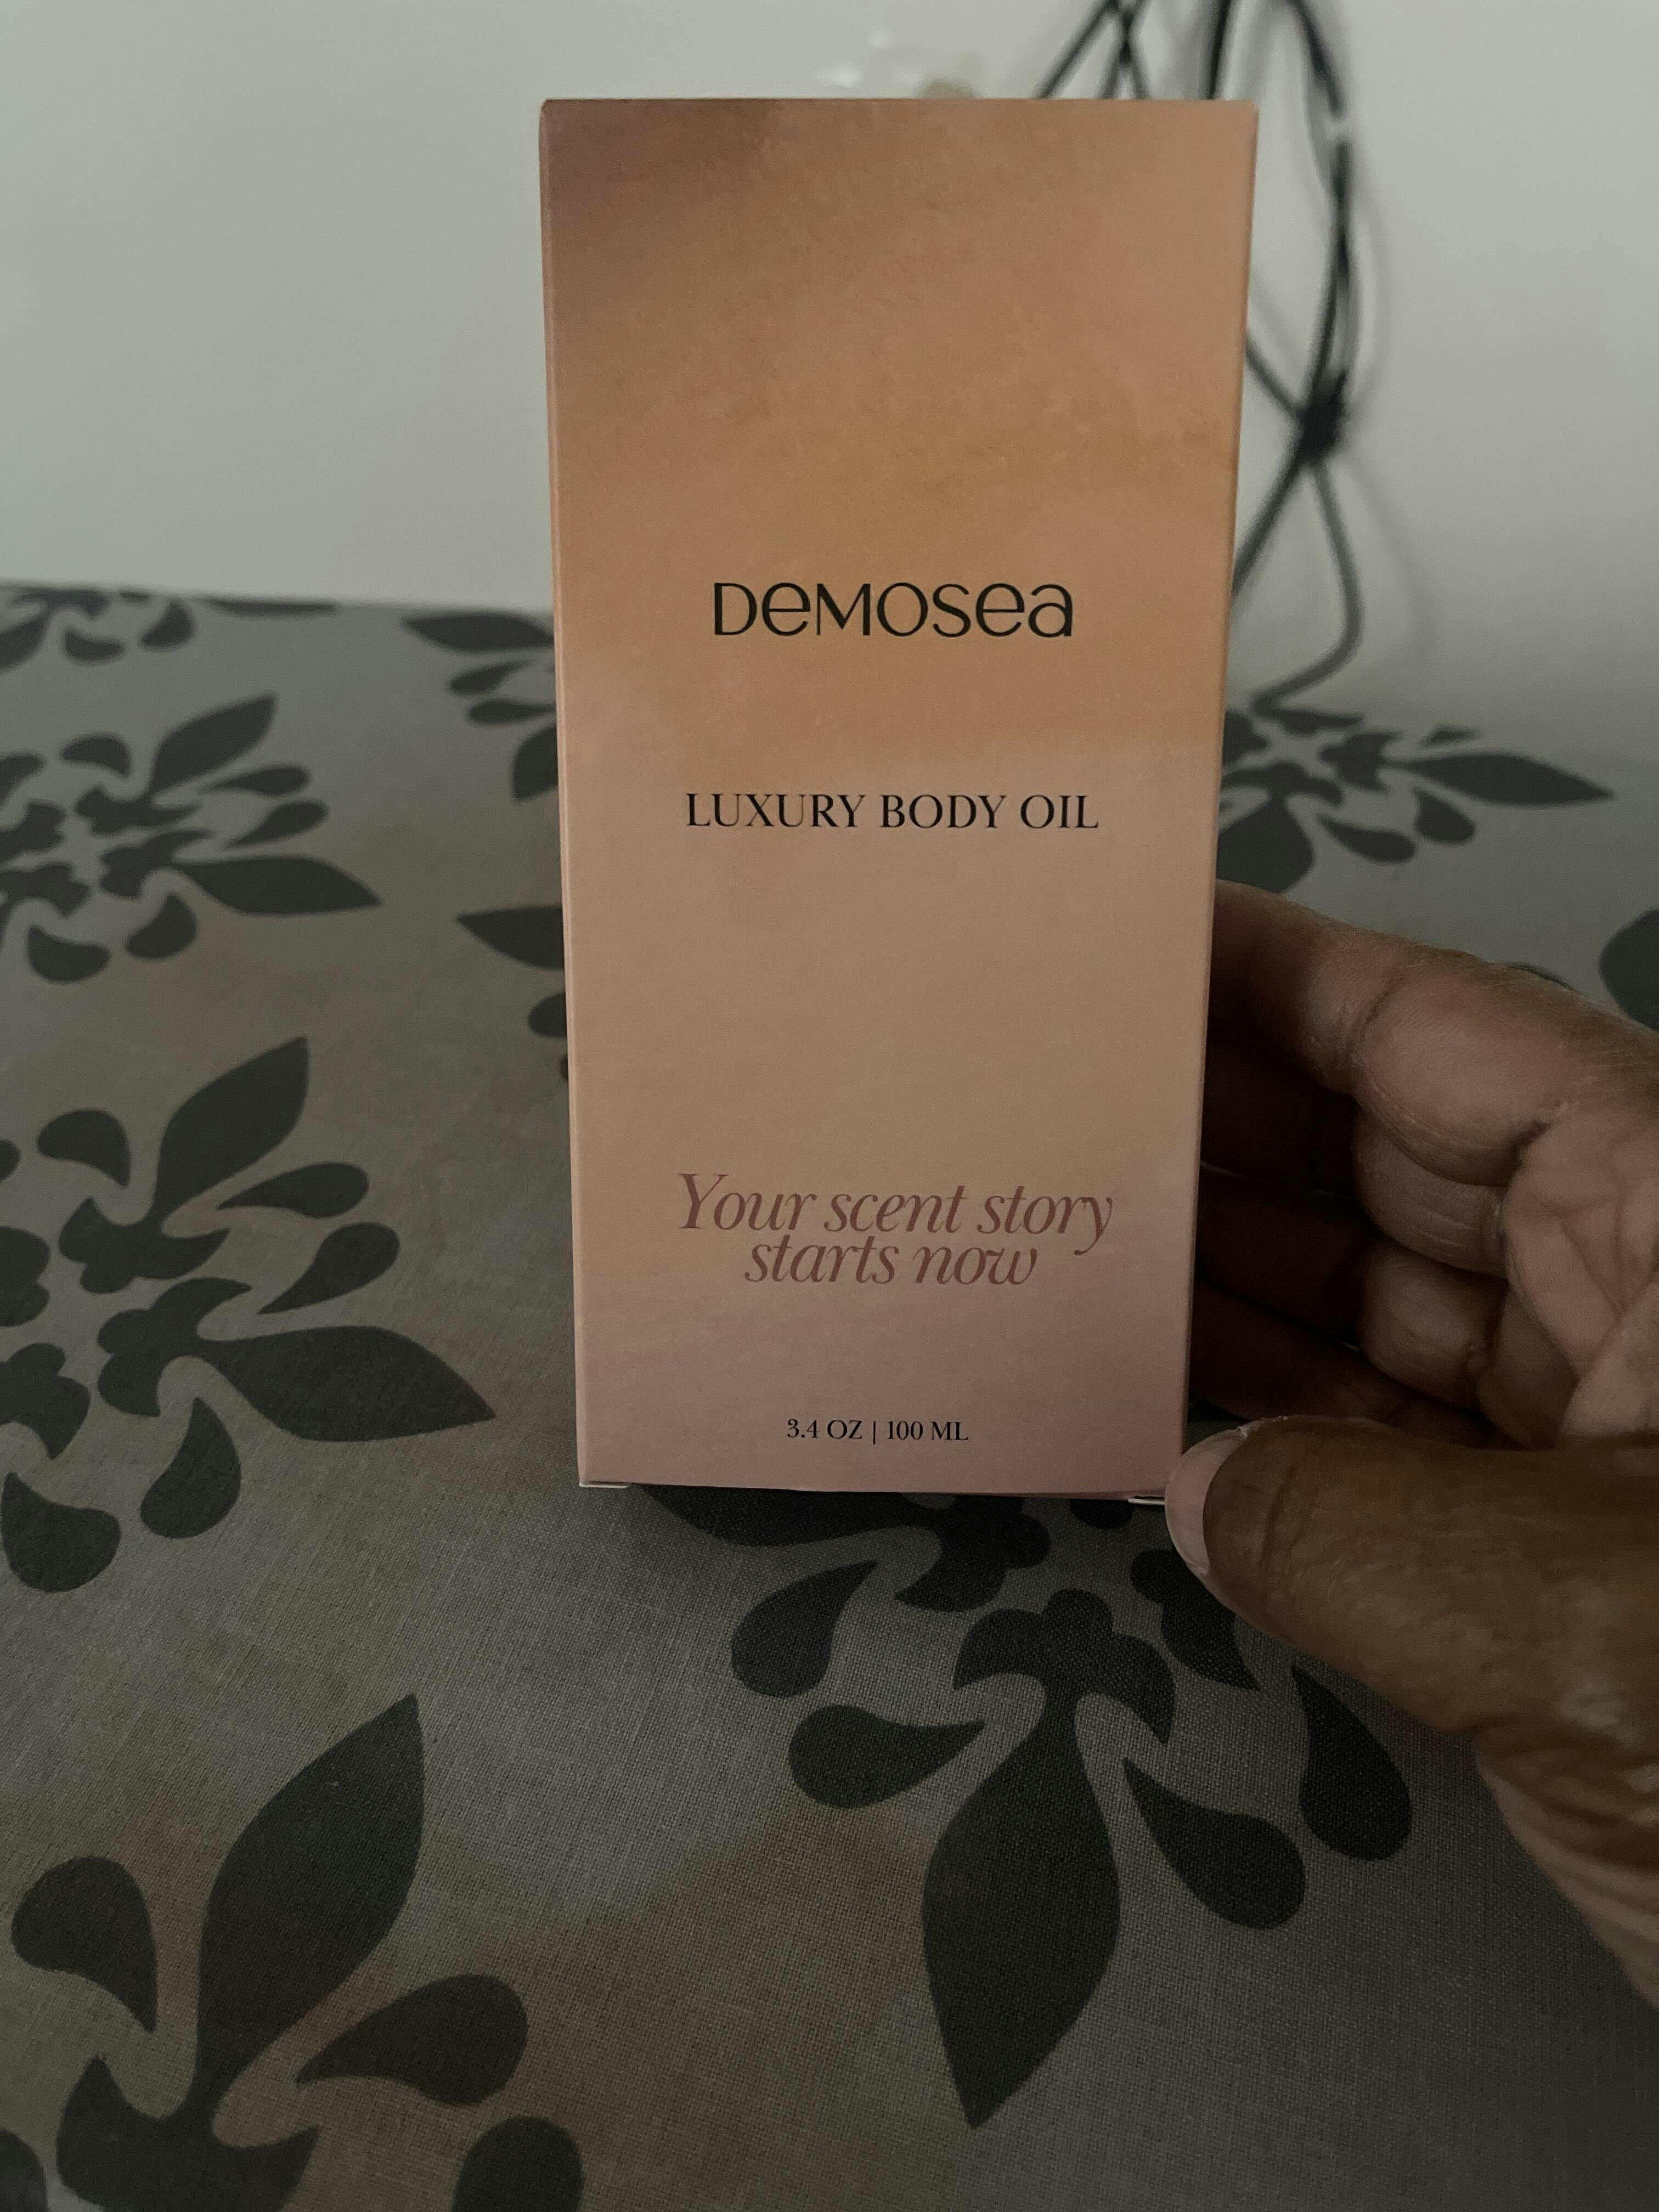 DeMOSea
LUXURY BODY OIL
Your scent story
starts now
3.4 OZ | 100 ML